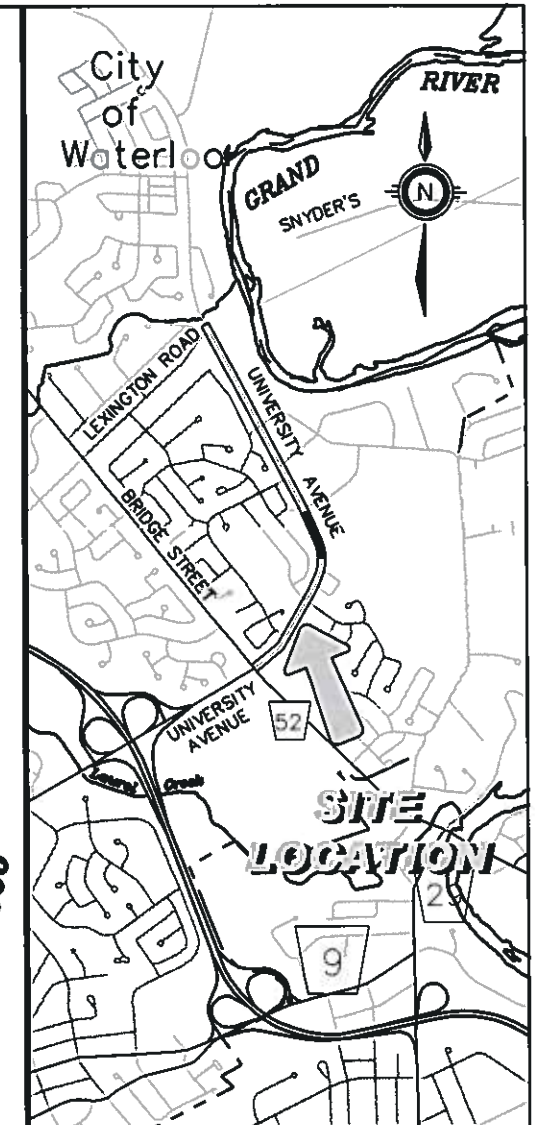 City
of
Waterloo
RIVER
GRAND
SNYDER'S
N
LEXINGTON ROAD
UNIVERSITY
AVENUE
BRIDGE STREET
UNIVERSITY
AVENUE
52
Laurel Creek
SITE
LOCATION
9